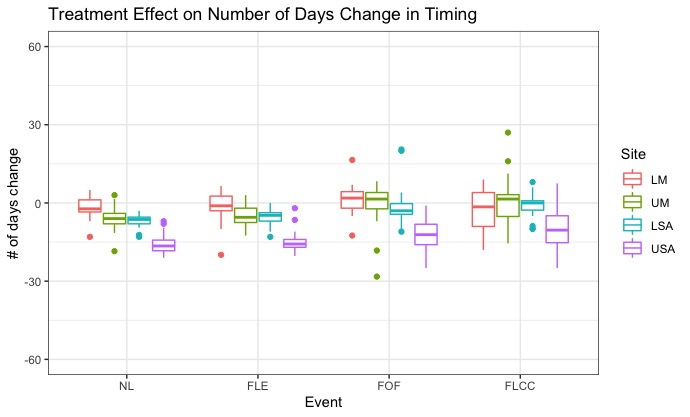 Treatment Effect on Number of Days Change in Timing
# of days change
60
30
0
-30
-60
NL FLE FOF FLCC
Event
Site
LM
UM
LSA
USA